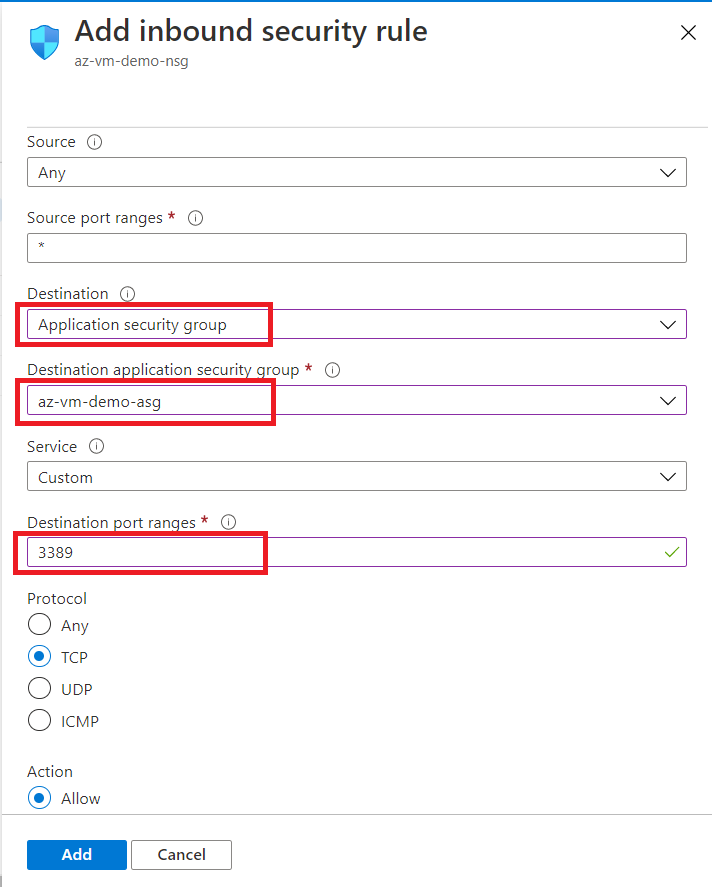 Add inbound security rule
az-vm-demo-nsg
Source
Any
Source port ranges *
*
Destination
Application security group
Destination application security group *
az-vm-demo-asg
Service
Custom
Destination port ranges *
3389
Protocol
Any
TCP
UDP
ICMP
Action
Allow
Add Cancel